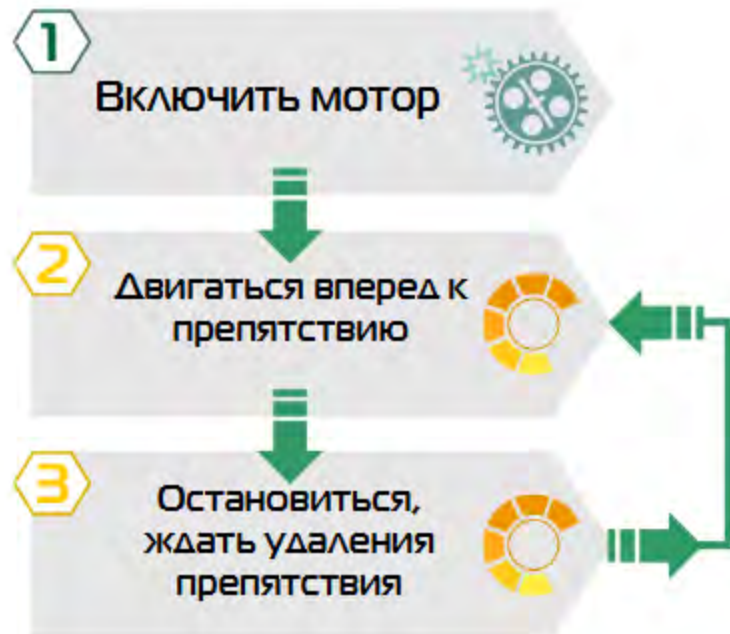 1
Включить мотор
2
Двигаться вперед к
препятствию
3
Остановиться,
ждать удаления
препятствия